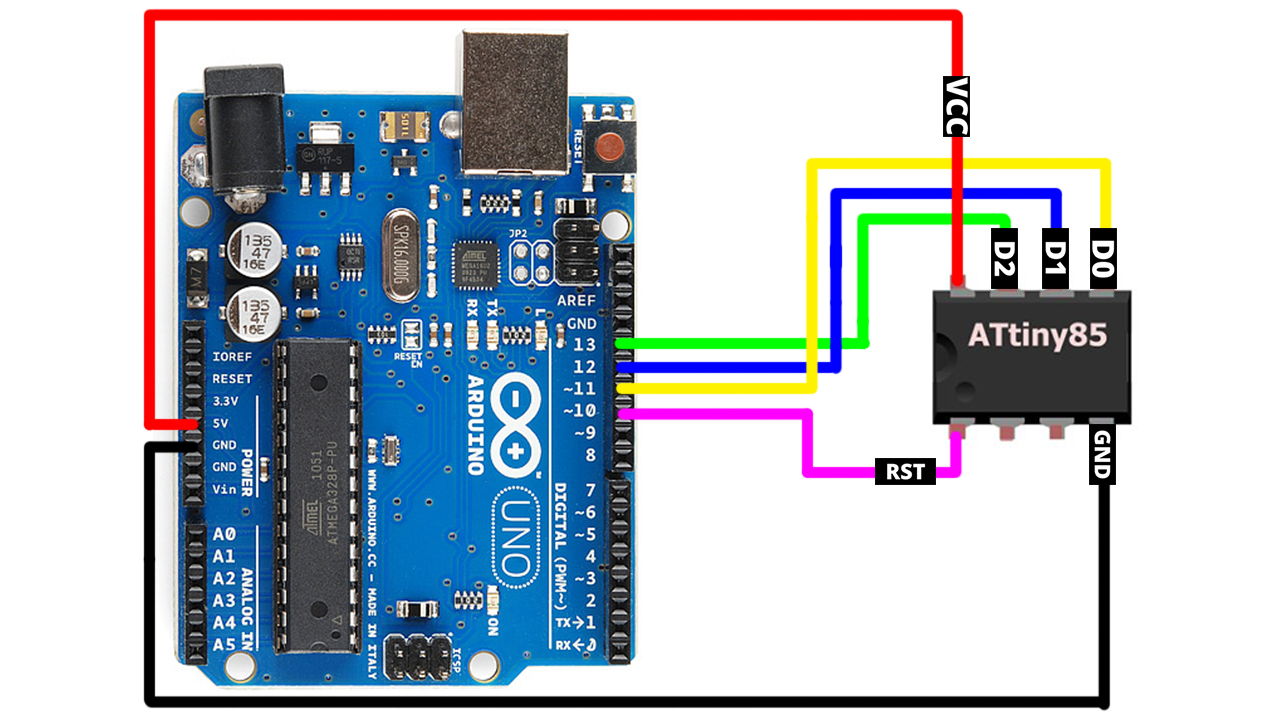 VCC
D2
D1
D0
ATtiny85
GND
RST
RESET
SPK16.000G
135
47
16E
135
47
16E
M7
JP2
RX
TX
L
RESET
EN
AREF
GND
13
12
~11
~10
~9
8
7
~6
~5
4
~3
2
TX→1
RX←0
IOREF
RESET
3.3V
5V
GND
GND
Vin
POWER
A0
A1
A2
A3
A4
A5
ANALOG IN
ATMEL 1051
ATMEGA328P-PU
ARDUINO
UNO
DIGITAL (PWM~)
WWW.ARDUINO.CC - MADE IN ITALY
ON
ICSP